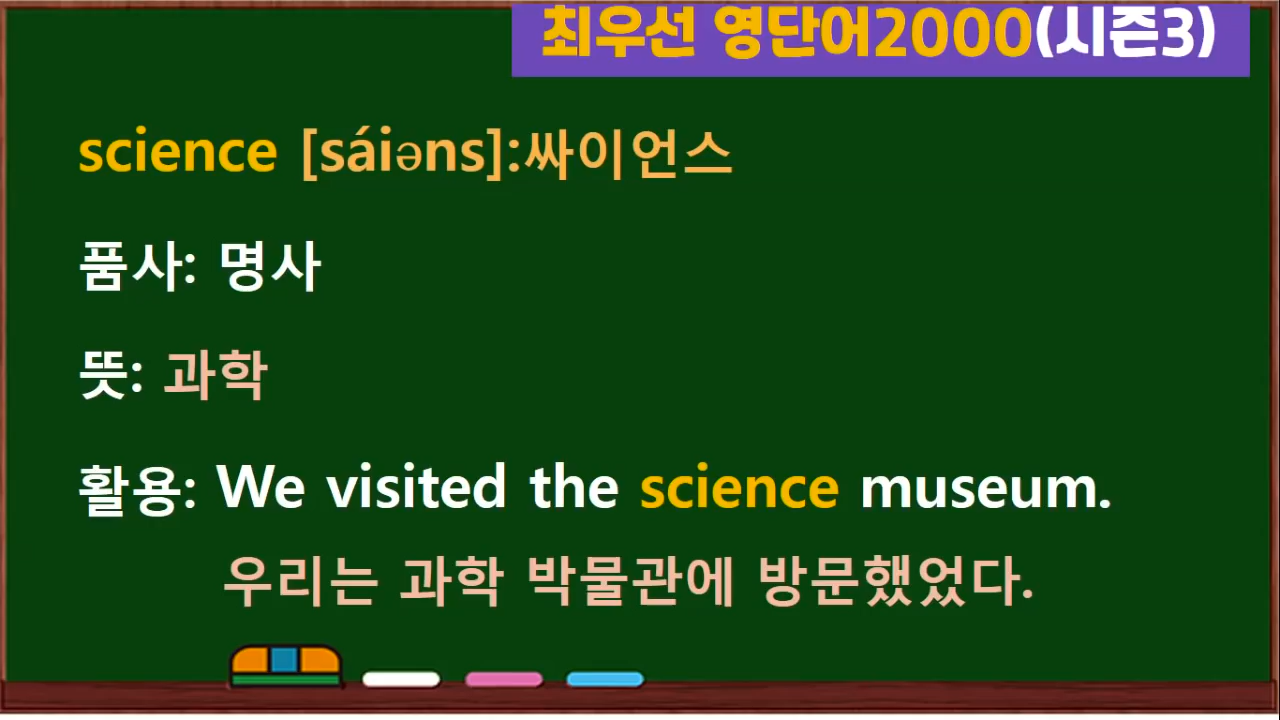 최우선 영단어2000(시즌3)
science [sáiəns]:싸이언스
품사: 명사
뜻: 과학
활용: We visited the science museum.
우리는 과학 박물관에 방문했었다.